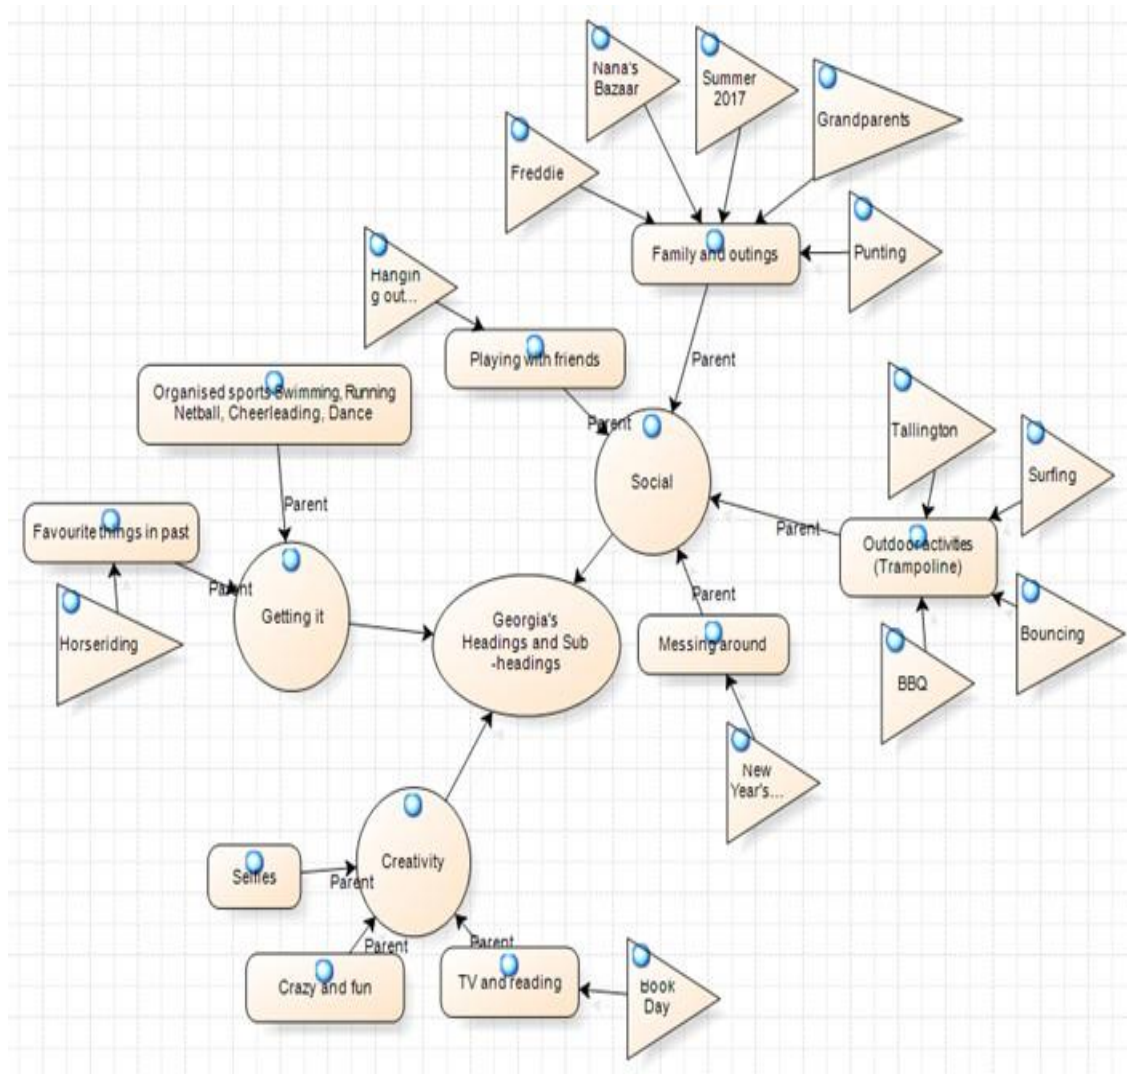 Nana's
Bazaar
Summer
2017
Grandparents
Freddie
Family and outings
Punting
Hangin
g out...
Playing with friends
Parent
Parent
Organised sports Swimming, Running
Netball, Cheerleading, Dance
Tallington
Social
Surfing
Parent
Parent
Favourite things in past
Outdoor activities
(Trampoline)
Parent
Parent
Getting it
Georgia's
Headings and Sub
-headings
Horseriding
Messing around
Bouncing
BBQ
New
Year's...
Creativity
Selfies
Parent
Parent
Parent
Crazy and fun
TV and reading
Book
Day